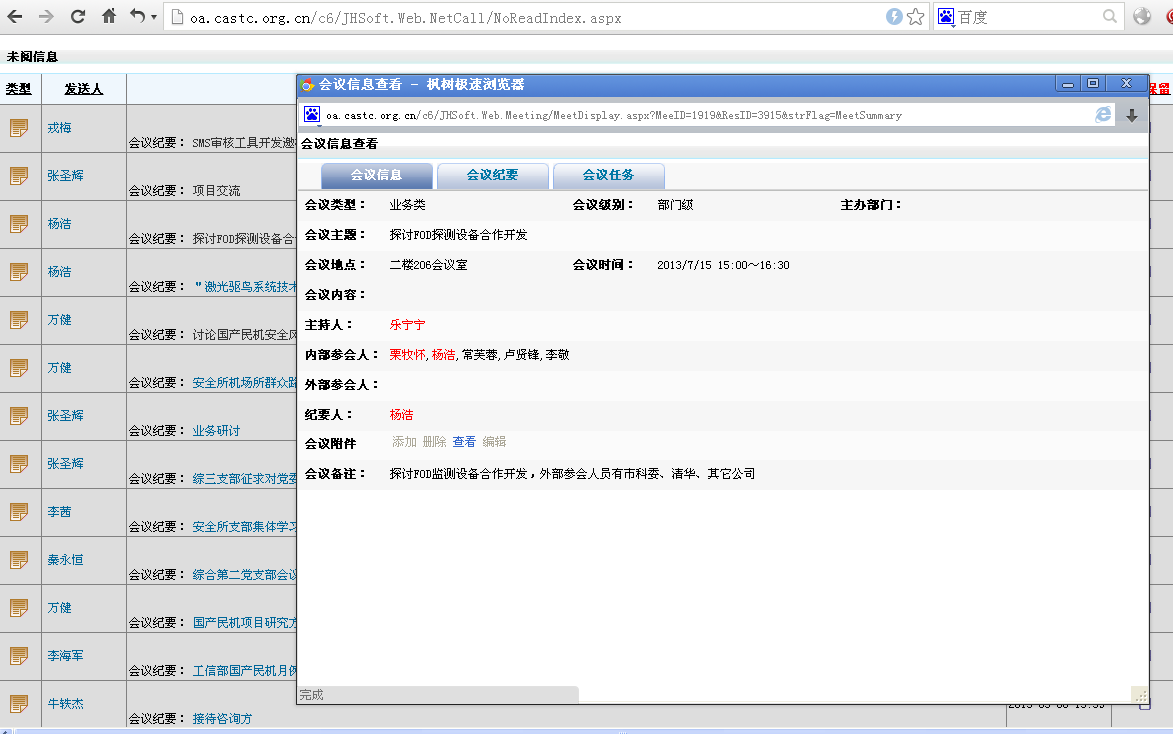 oa.castc.org.cn/c6/JHSoft.Web.NetCall/NoReadIndex.aspx
百度
未阅信息
类型 发送人
保留
戎梅
会议纪要： SMS审核工具开发邀
张圣辉
会议纪要： 项目交流
杨浩
会议纪要： 探讨FOD探测设备合
杨浩
会议纪要： "激光驱鸟系统技术
万健
会议纪要： 讨论国产民机安全风
万健
会议纪要： 安全所机场所群众路
张圣辉
会议纪要： 业务研讨
张圣辉
会议纪要： 综三支部征求对党委
李茜
会议纪要： 安全所支部集体学习
秦永恒
会议纪要： 综合第二党支部会议
万健
会议纪要： 国产民机项目研究方
李海军
会议纪要： 工信部国产民机月例
牛轶杰
会议纪要： 接待咨询方
会议信息查看 - 枫树极速浏览器
oa.castc.org.cn/c6/JHSoft.Web.Meeting/MeetDisplay.aspx?MeeID=1919&ResID=3915&strFlag=MeetSummary
会议信息查看
会议信息 会议纪要 会议任务
会议类型： 业务类 会议级别： 部门级 主办部门：
会议主题： 探讨FOD探测设备合作开发
会议地点： 二楼206会议室 会议时间： 2013/7/15 15:00～16:30
会议内容：
主持人： 乐宁宁
内部参会人： 栗牧怀,杨浩,常芙蓉,卢贤锋,李敬
外部参会人：
纪要人： 杨浩
会议附件 添加 删除 查看 编辑
会议备注： 探讨FOD监测设备合作开发，外部参会人员有市科委、清华、其它公司
完成